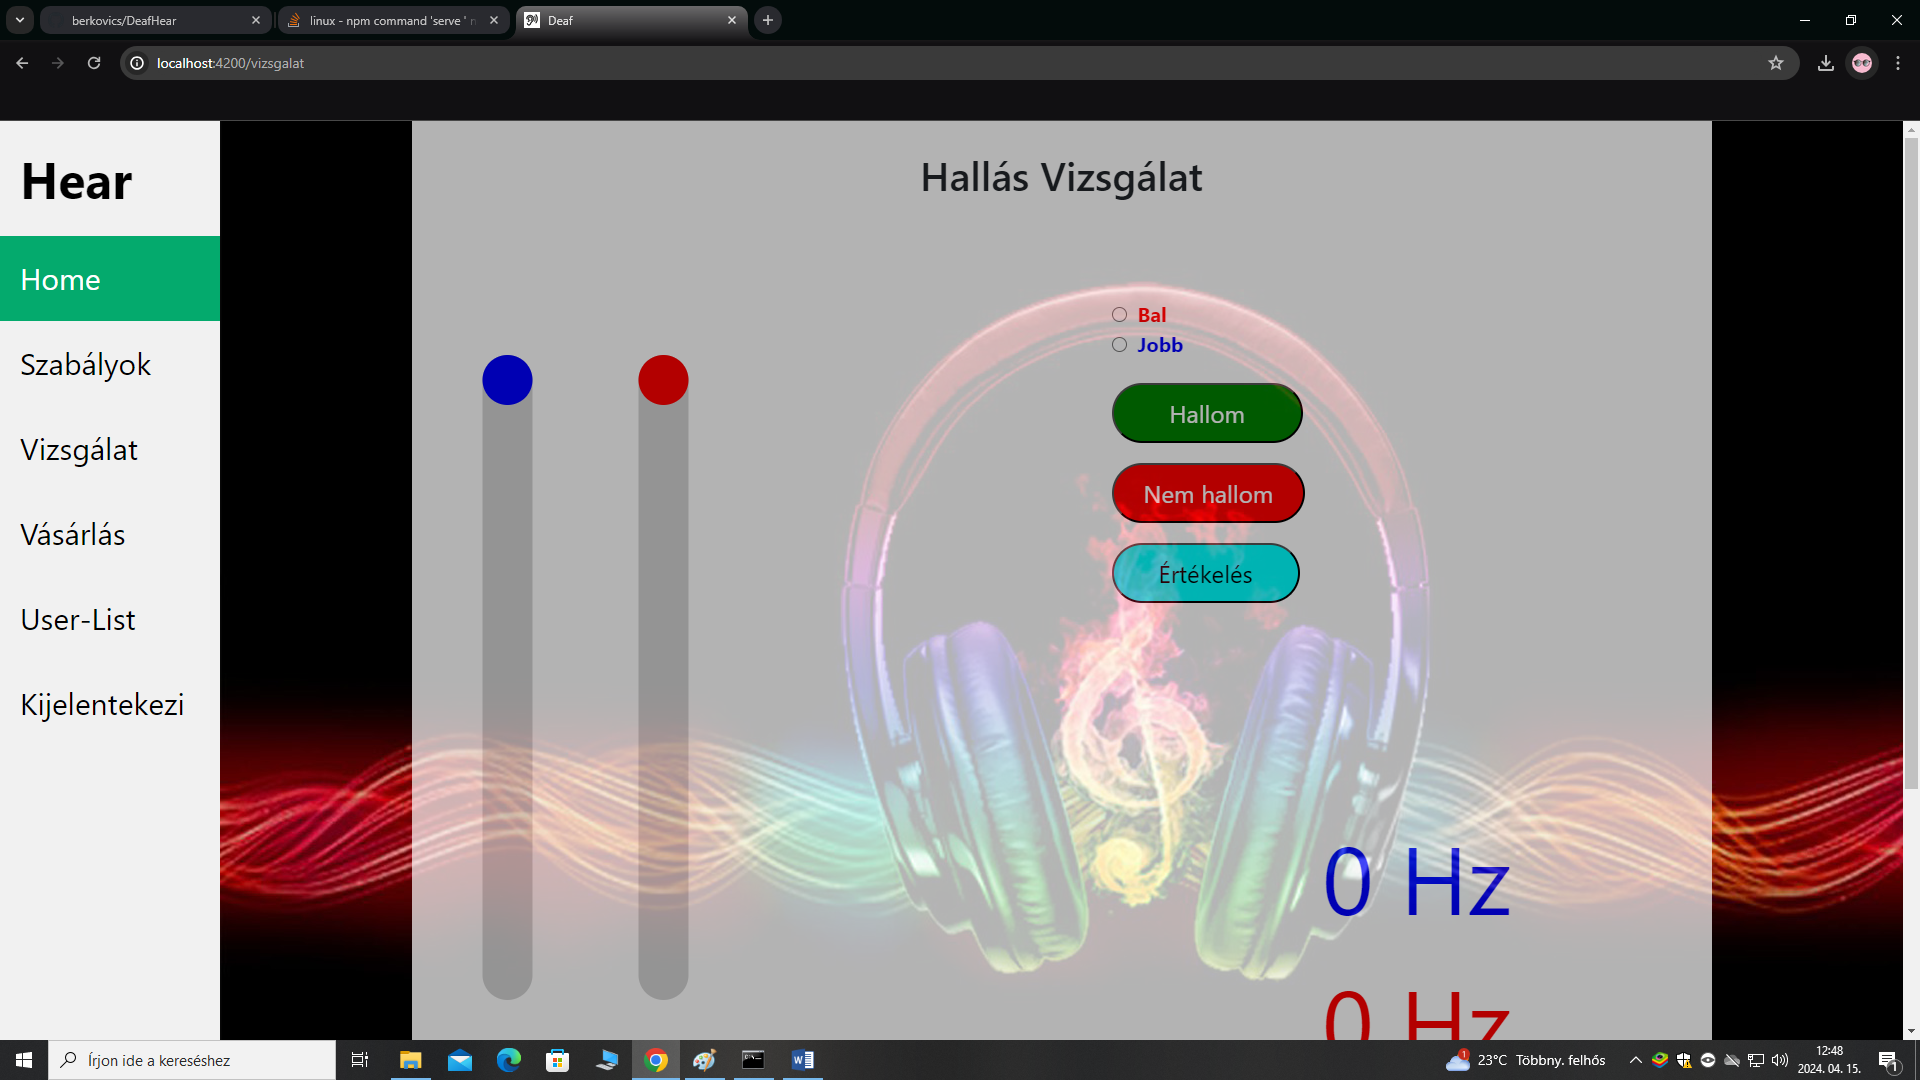 berkovics/DeafHear
linux - npm command 'serve ' n
Deaf
localhost:4200/vizsgalat
Hear
Home
Szabályok
Vizsgálat
Vásárlás
User-List
Kijelentekezi
Hallás Vizsgálat
Bal
Jobb
Hallom
Nem hallom
Értékelés
0 Hz
0 Hz
Írjon ide a kereséshez
1
23°C Többny. felhős
12:48
2024. 04. 15.
1